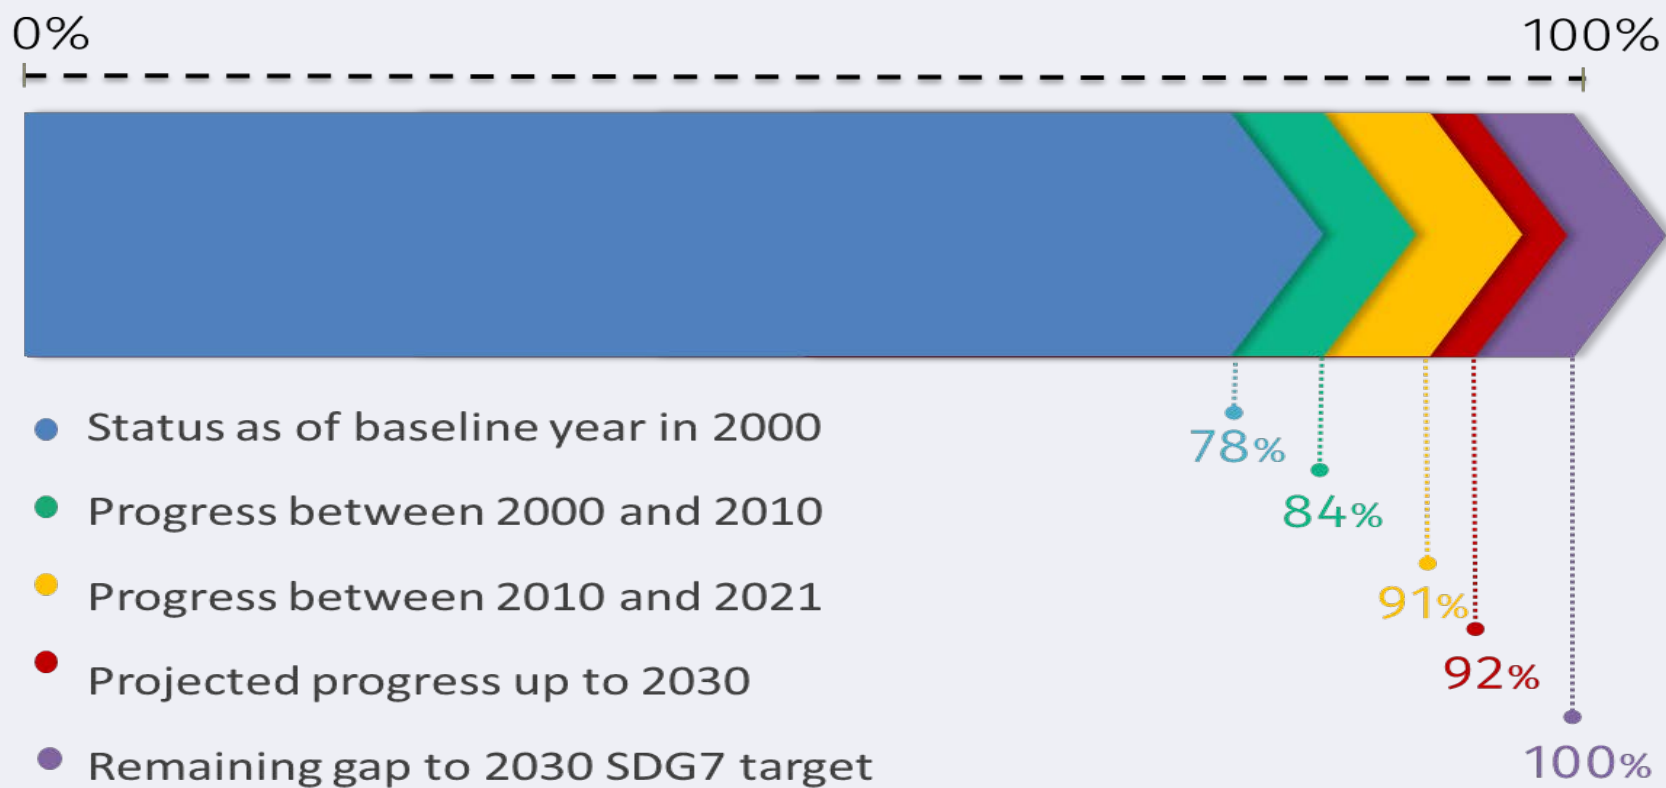 0%
100%
Status as of baseline year in 2000
78%
Progress between 2000 and 2010
84%
Progress between 2010 and 2021
91%
Projected progress up to 2030
92%
Remaining gap to 2030 SDG7 target
100%